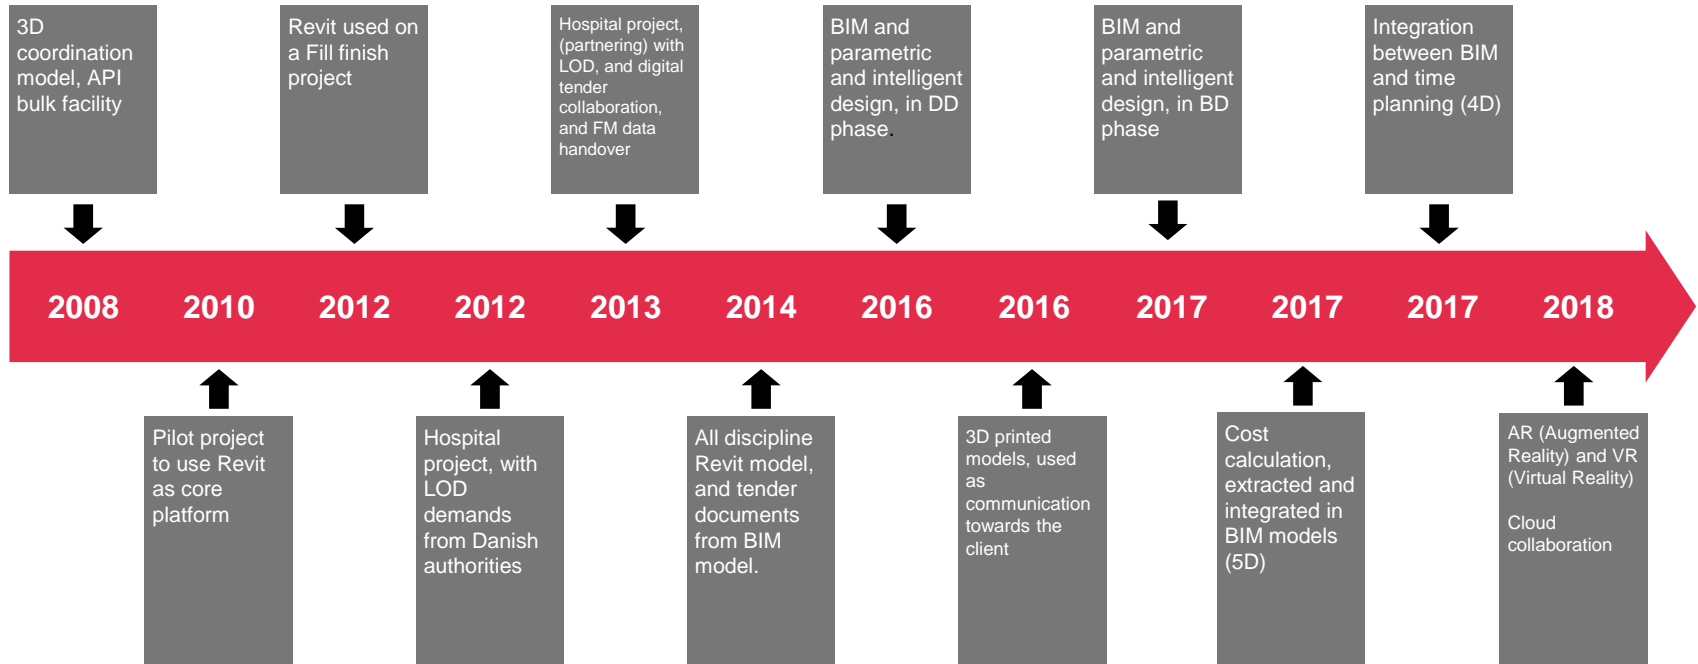 3D
coordination
model, API
bulk facility
Revit used on
a Fill finish
project
Hospital project,
(partnering) with
LOD, and digital
tender
collaboration,
and FM data
handover
BIM and
parametric
and intelligent
design, in DD
phase.
BIM and
parametric
and intelligent
design, in BD
phase
Integration
between BIM
and time
planning (4D)
2008 2010 2012 2012 2013 2014 2016 2016 2017 2017 2017 2018
Pilot project
to use Revit
as core
platform
Hospital
project, with
LOD
demands
from Danish
authorities
All discipline
Revit model,
and tender
documents
from BIM
model.
3D printed
models, used
as
communication
towards the
client
Cost
calculation,
extracted and
integrated in
BIM models
(5D)
AR (Augmented
Reality) and VR
(Virtual Reality)
Cloud
collaboration